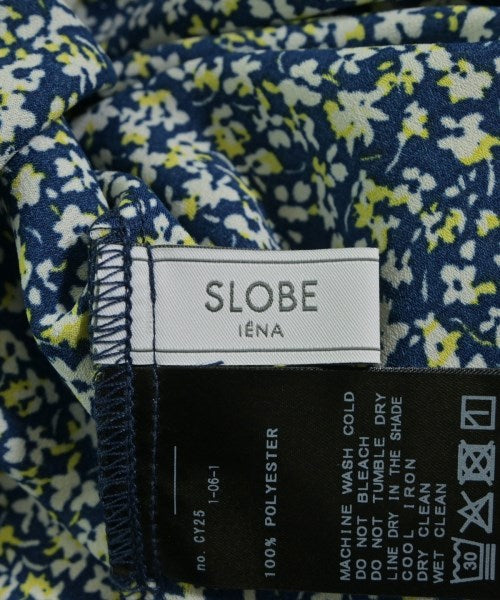 SLOBE
IÉNA
no. CY25 1-06-1
100% POLYESTER
MACHINE WASH COLD
DO NOT BLEACH
DO NOT TUMBLE DRY
LINE DRY IN THE SHADE
COOL IRON
DRY CLEAN
WET CLEAN
30